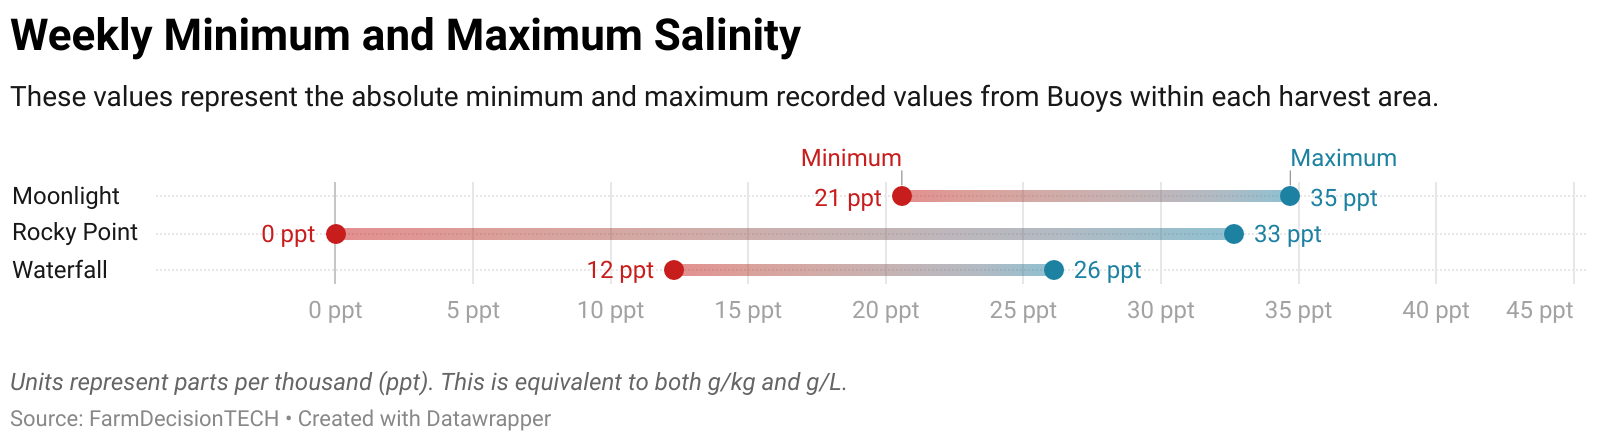 Weekly Minimum and Maximum Salinity
These values represent the absolute minimum and maximum recorded values from Buoys within each harvest area.
Minimum Maximum
Moonlight 21 ppt 35 ppt
Rocky Point 0 ppt 33 ppt
Waterfall 12 ppt 26 ppt
0 ppt 5 ppt 10 ppt 15 ppt 20 ppt 25 ppt 30 ppt 35 ppt 40 ppt 45 ppt
Units represent parts per thousand (ppt). This is equivalent to both g/kg and g/L.
Source: FarmDecisionTECH • Created with Datawrapper